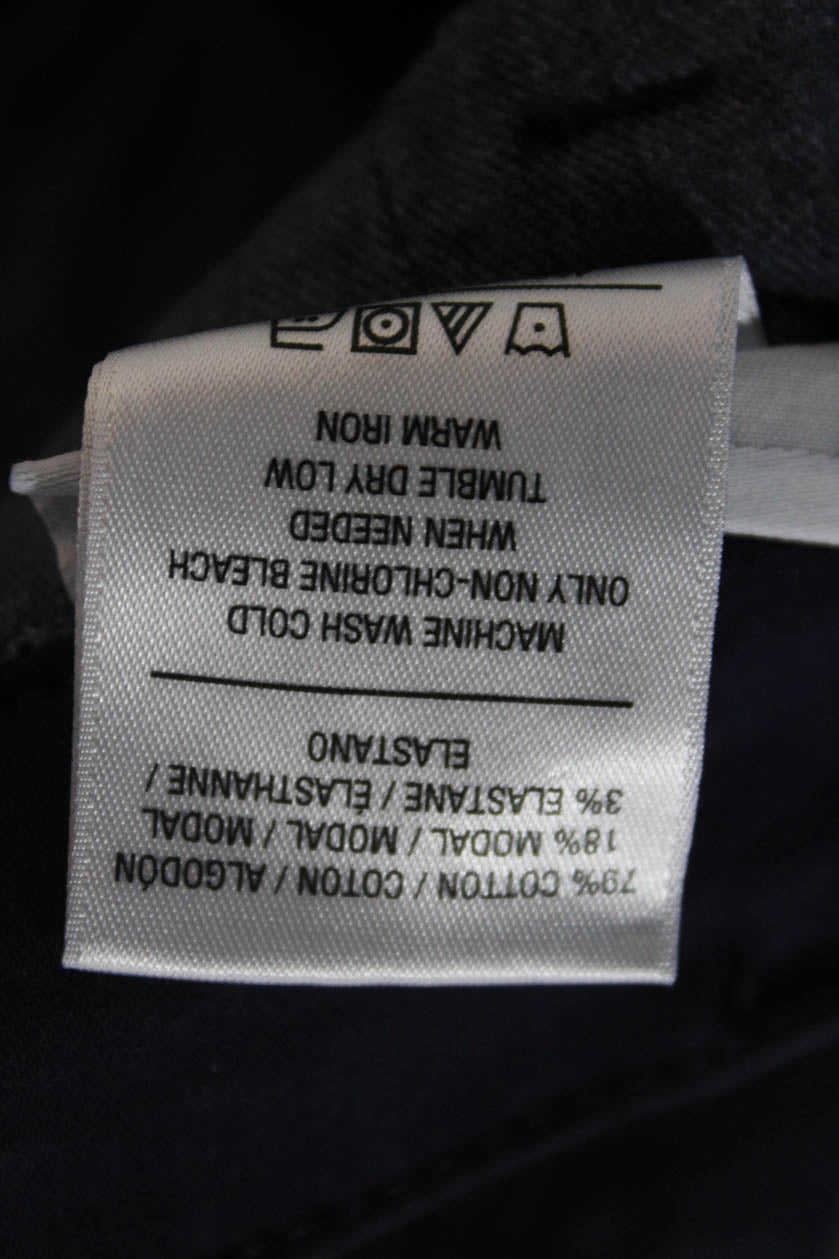 79% COTTON / COTON / ALGODÓN
18% MODAL / MODAL / MODAL
3% ELASTANE / ÉLASTHANNE /
ELASTANO
MACHINE WASH COLD
ONLY NON-CHLORINE BLEACH
WHEN NEEDED
TUMBLE DRY LOW
WARM IRON